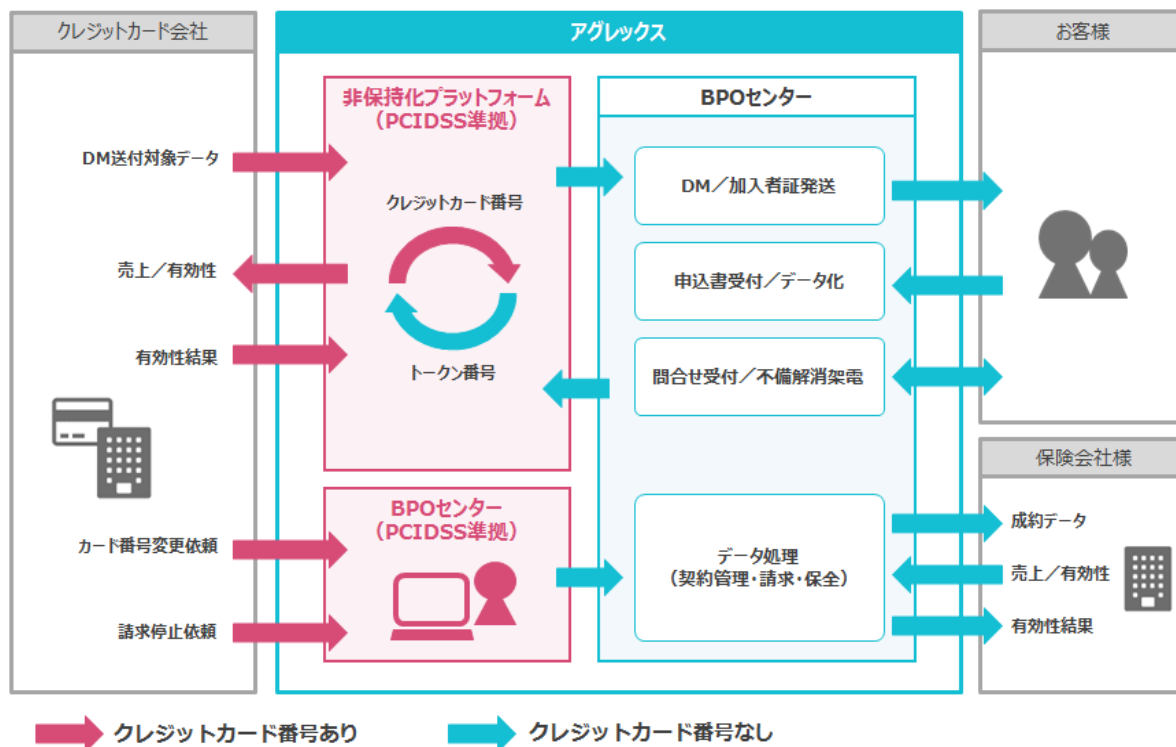 クレジットカード会社
アグレックス
お客様
非保持化プラットフォーム
（PCIDSS準拠）
BPOセンター
DM送付対象データ
売上／有効性
有効性結果
クレジットカード番号
トークン番号
DM／加入者証発送
申込書受付／データ化
問合せ受付／不備解消架電
保険会社様
カード番号変更依頼
請求停止依頼
BPOセンター
（PCIDSS準拠）
データ処理
（契約管理・請求・保全）
成約データ
売上／有効性
有効性結果
クレジットカード番号あり
クレジットカード番号なし